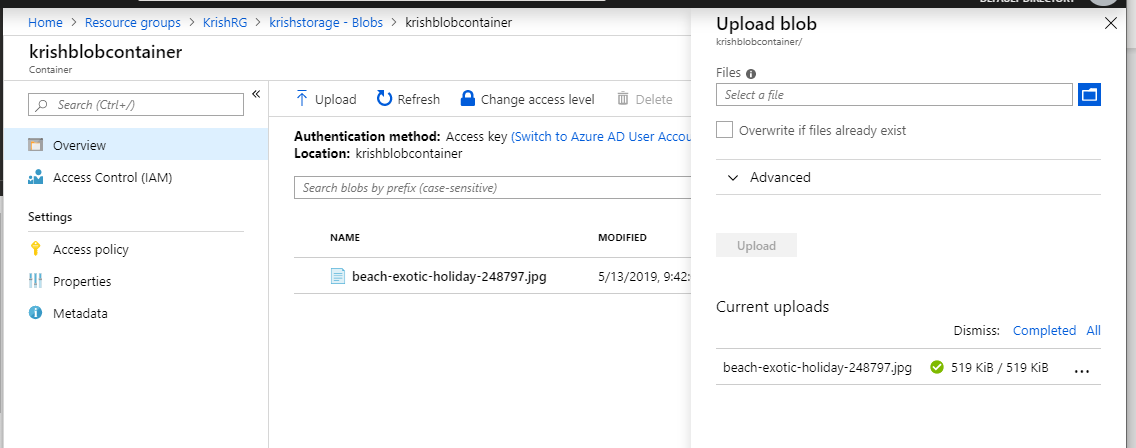 DEFAULT DIRECTORY
Home > Resource groups > KrishRG > krishstorage - Blobs > krishblobcontainer
krishblobcontainer
Container
Search (Ctrl+/)
Overview
Access Control (IAM)
Settings
Access policy
Properties
Metadata
Upload Refresh Change access level Delete
Authentication method: Access key (Switch to Azure AD User Accou
Location: krishblobcontainer
Search blobs by prefix (case-sensitive)
NAME MODIFIED
beach-exotic-holiday-248797.jpg 5/13/2019, 9:42:
Upload blob
krishblobcontainer/
Files
Select a file
Overwrite if files already exist
Advanced
Upload
Current uploads
Dismiss: Completed All
beach-exotic-holiday-248797.jpg 519 KiB / 519 KiB ...